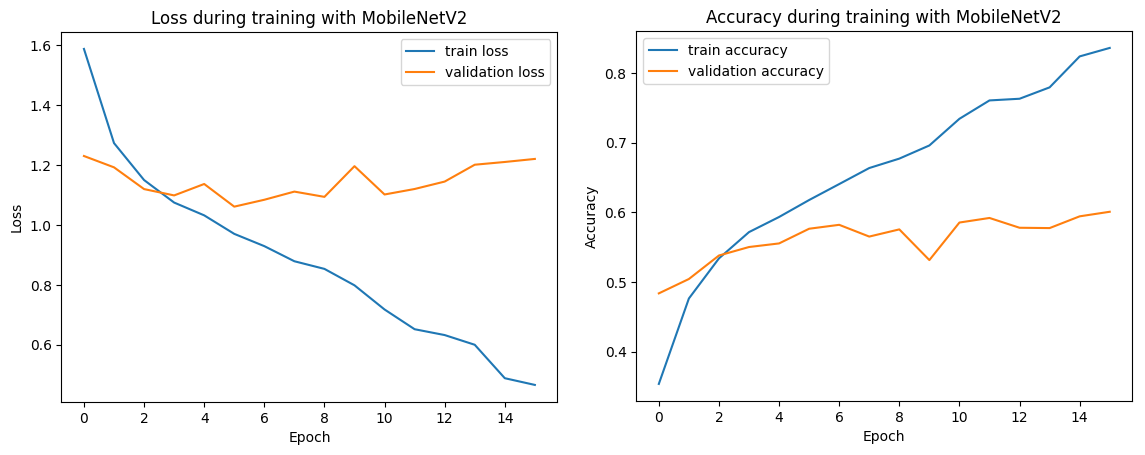 Loss during training with MobileNetV2
train loss
validation loss
1.6
1.4
1.2
1.0
0.8
0.6
Loss
0 2 4 6 8 10 12 14
Epoch
Accuracy during training with MobileNetV2
train accuracy
validation accuracy
0.8
0.7
0.6
0.5
0.4
Accuracy
0 2 4 6 8 10 12 14
Epoch